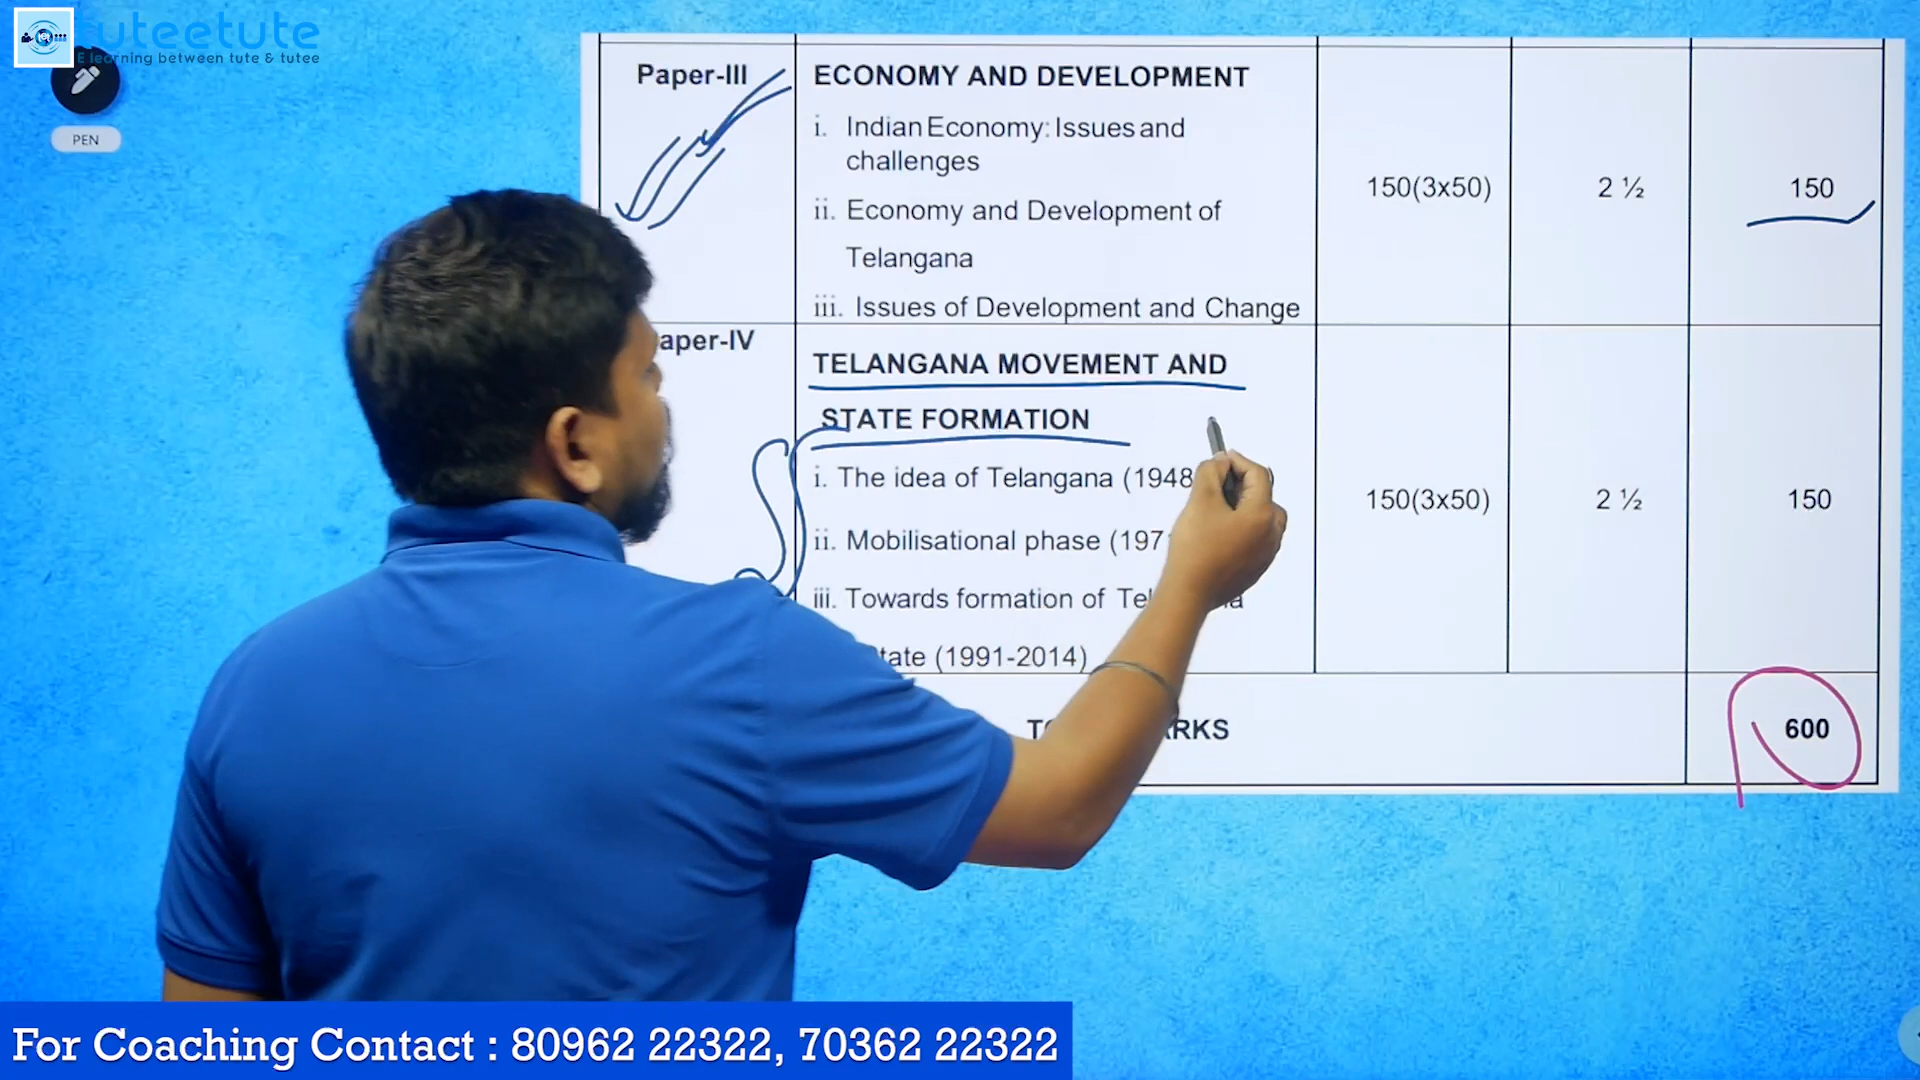 tuteetute
E learning between tute & tutee
PEN
Paper-III
ECONOMY AND DEVELOPMENT
i. Indian Economy: Issues and
challenges
ii. Economy and Development of
Telangana
iii. Issues of Development and Change
150(3x50)
2 ½
150
aper-IV
TELANGANA MOVEMENT AND
STATE FORMATION
i. The idea of Telangana (1948
ii. Mobilisational phase (197
iii. Towards formation of
tate (1991-2014)
150(3x50)
2 ½
150
600
For Coaching Contact : 80962 22322, 70362 22322